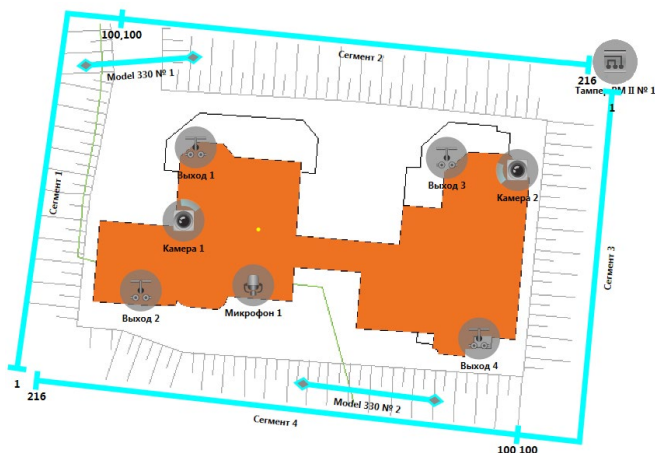 100,100
Сегмент 2
Model 330 № 1
216
Тампер РМ II № 1
1
Выход 1
Выход 3
Камера 2
Сегмент 1
Камера 1
Сегмент 3
Выход 2
Микрофон 1
Выход 4
1
216
Model 330 № 2
Сегмент 4
100 100